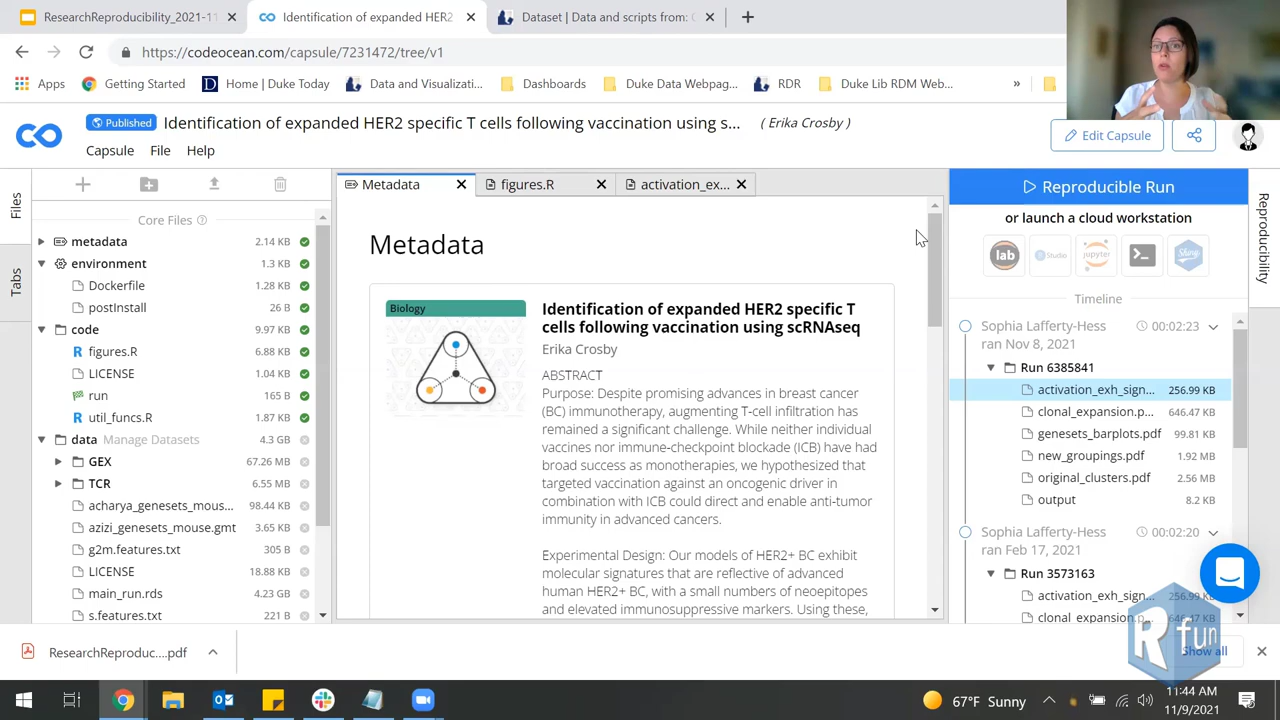 ResearchReproducibility_2021-11
Identification of expanded HER2
Dataset | Data and scripts from:
https://codeocean.com/capsule/7231472/tree/v1
Apps
Getting Started
Home | Duke Today
Data and Visualizati...
Dashboards
Duke Data Webpag...
RDR
Duke Lib RDM Web...
»
Published
Identification of expanded HER2 specific T cells following vaccination using s...
( Erika Crosby )
Edit Capsule
Capsule File Help
Files
Tabs
Core Files
metadata 2.14 KB
environment 1.3 KB
Dockerfile 1.28 KB
postInstall 26 B
code 9.97 KB
figures.R 6.88 KB
LICENSE 1.04 KB
run 165 B
util_funcs.R 1.87 KB
data Manage Datasets 4.3 GB
GEX 67.26 MB
TCR 6.55 MB
acharya_genesets_mous... 98.44 KB
azizi_genesets_mouse.gmt 3.65 KB
g2m.features.txt 305 B
LICENSE 18.88 KB
main_run.rds 4.23 GB
s.features.txt 221 B
Metadata
figures.R
activation_ex...
Metadata
Biology
Identification of expanded HER2 specific T
cells following vaccination using scRNAseq
Erika Crosby
ABSTRACT
Purpose: Despite promising advances in breast cancer
(BC) immunotherapy, augmenting T-cell infiltration has
remained a significant challenge. While neither individual
vaccines nor immune-checkpoint blockade (ICB) have had
broad success as monotherapies, we hypothesized that
targeted vaccination against an oncogenic driver in
combination with ICB could direct and enable anti-tumor
immunity in advanced cancers.
Experimental Design: Our models of HER2+ BC exhibit
molecular signatures that are reflective of advanced
human HER2+ BC, with a small numbers of neoepitopes
and elevated immunosuppressive markers. Using these,
Reproducible Run
or launch a cloud workstation
lab
Studio
jupyter
Shiny
Timeline
Sophia Lafferty-Hess 00:02:23
ran Nov 8, 2021
Run 6385841
activation_exh_sign... 256.99 KB
clonal_expansion.p... 646.47 KB
genesets_barplots.pdf 99.81 KB
new_groupings.pdf 1.92 MB
original_clusters.pdf 2.56 MB
output 8.2 KB
Sophia Lafferty-Hess 00:02:20
ran Feb 17, 2021
Run 3573163
activation_exh_sign... 256.99 KB
clonal_expansion.p... 646.47 KB
Reproducibility
R fun
ResearchReproduc....pdf
Show all
67°F Sunny
11:44 AM
11/9/2021